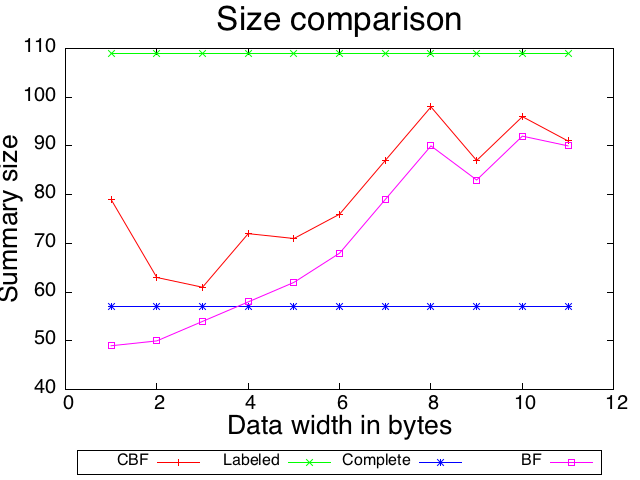 Size comparison
110
100
90
80
70
60
50
40
Summary size
0 2 4 6 8 10 12
Data width in bytes
CBF Labeled Complete BF